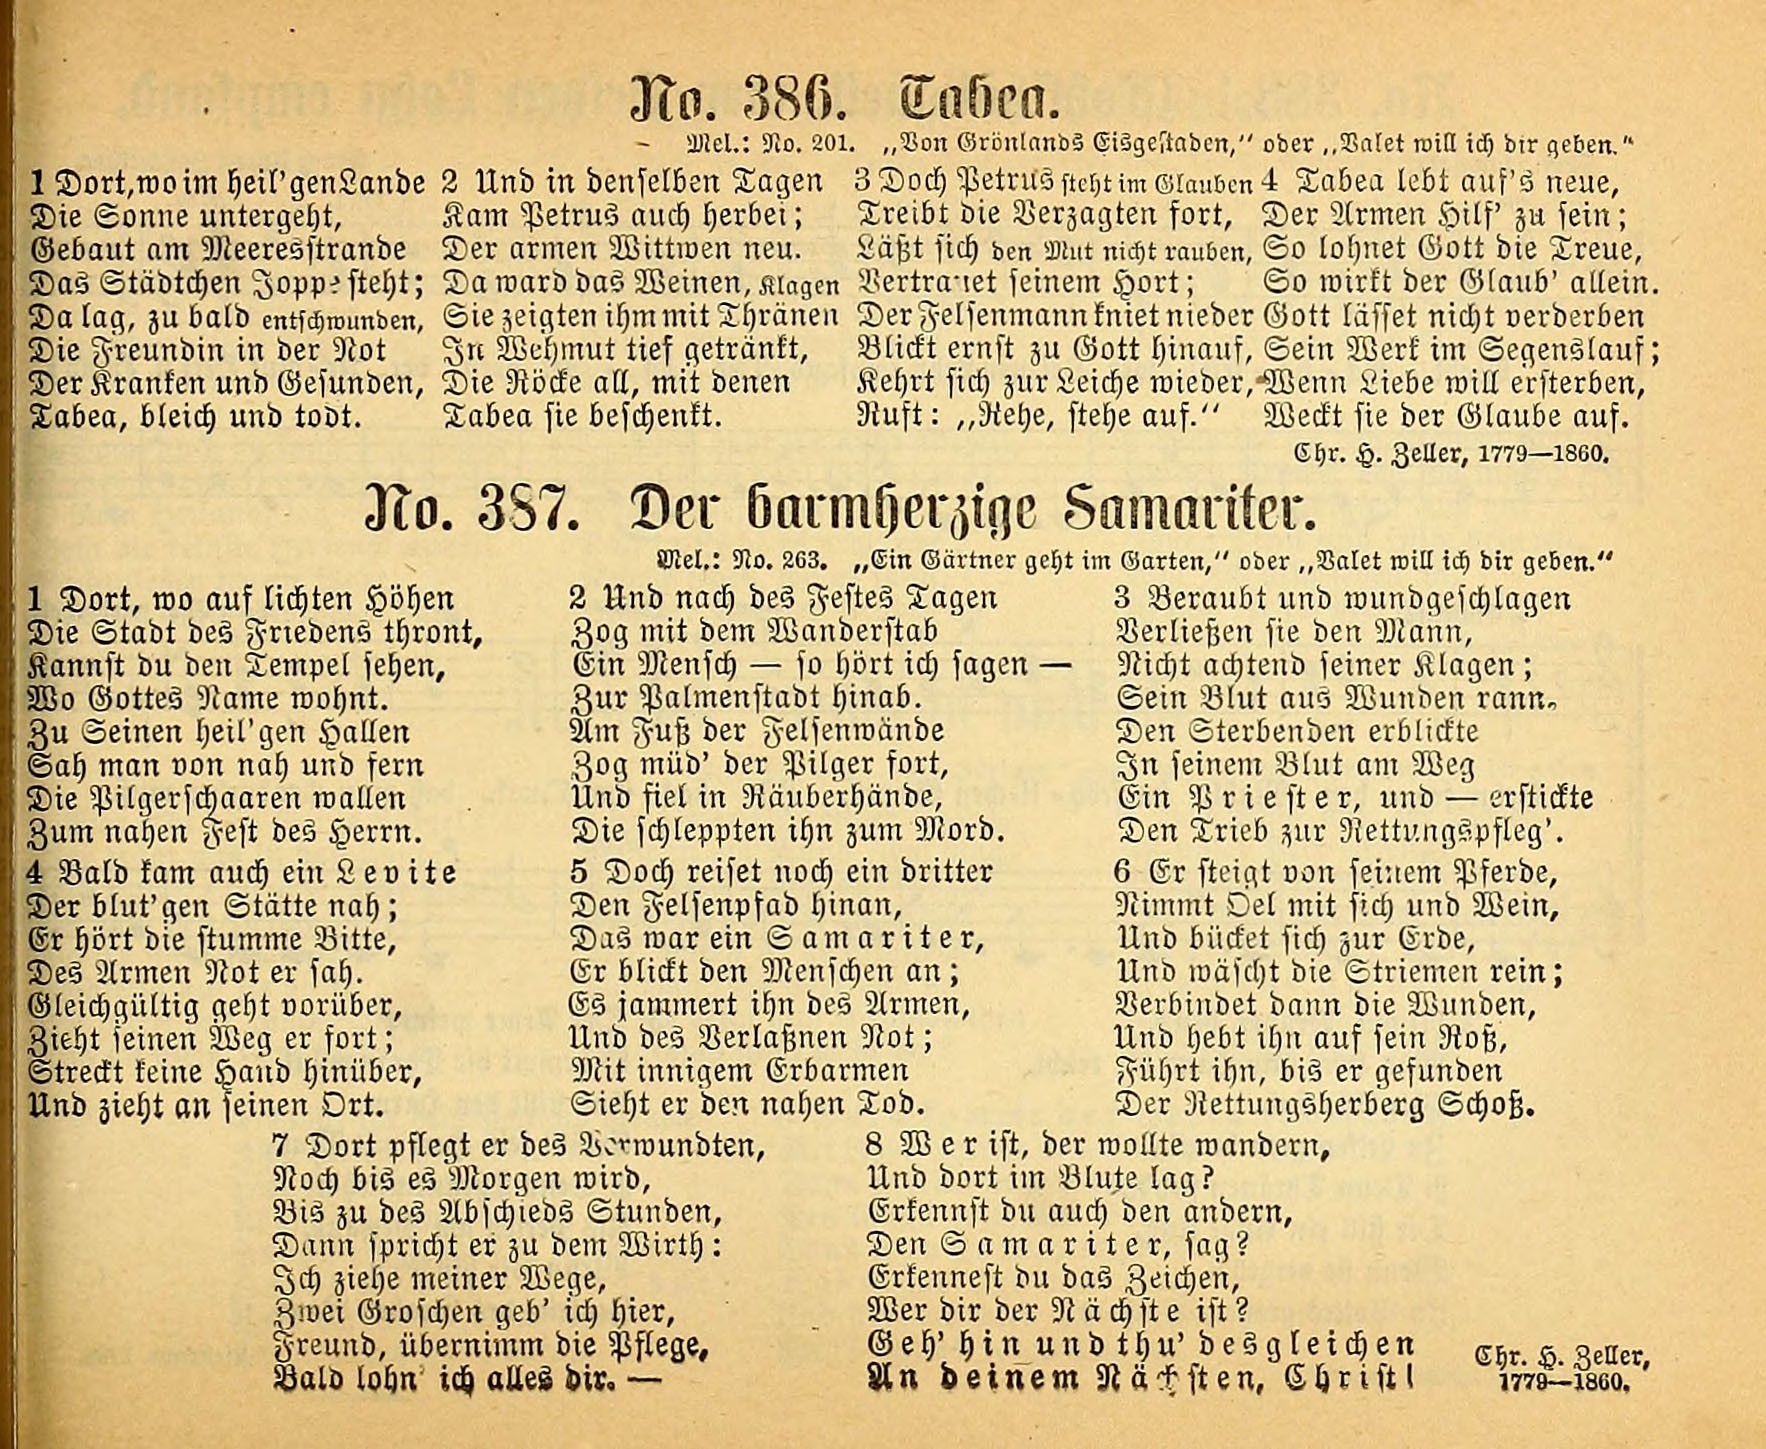 No. 386. Tabea.
Mel.: No. 201. „Von Grönlands Eisgestaben,“ oder „Valet will ich dir geben.“
1 Dort, wo im heil'gen Lande
Die Sonne untergeht,
Gebaut am Meeresstrande
Das Städtchen Joppe steht;
Da lag, zu bald entschwunden,
Die Freundin in der Not
Der Kranken und Gesunden,
Tabea, bleich und todt.
2 Und in denselben Tagen
Kam Petrus auch herbei;
Der armen Wittwen neu.
Da ward das Weinen, Klagen
Sie zeigten ihm mit Thränen
In Wehmut tief getränkt,
Die Röcke all, mit denen
Tabea sie beschenkt.
3 Doch Petrus steht im Glauben
Treibt die Verzagten fort,
Läßt sich den Mut nicht rauben,
Vertrauet seinem Hort;
Der Felsenmann kniet nieder
Blickt ernst zu Gott hinauf,
Kehrt sich zur Leiche wieder,
Ruft: „Rehe, stehe auf.“
4 Tabea lebt auf's neue,
Der Armen Hilf' zu sein;
So lohnet Gott die Treue,
So wirkt der Glaub' allein.
Gott lässet nicht verderben
Sein Werk im Segenslauf;
Wenn Liebe will ersterben,
Weckt sie der Glaube auf.
Chr. H. Zeller, 1779—1860.
No. 387. Der barmherzige Samariter.
Mel.: No. 263. „Ein Gärtner geht im Garten,“ oder „Valet will ich dir geben.“
1 Dort, wo auf lichten Höhen
Die Stadt des Friedens thront,
Kannst du den Tempel sehen,
Wo Gottes Name wohnt.
Zu Seinen heil'gen Hallen
Sah man von nah und fern
Die Pilgerschaaren wallen
Zum nahen Fest des Herrn.
2 Und nach des Festes Tagen
Zog mit dem Wanderstab
Ein Mensch — so hört ich sagen —
Zur Palmenstadt hinab.
Am Fuß der Felsenwände
Zog müd' der Pilger fort,
Und fiel in Räuberhände,
Die schleppten ihn zum Mord.
3 Beraubt und wundgeschlagen
Verließen sie den Mann,
Nicht achtend seiner Klagen;
Sein Blut aus Wunden rann.
Den Sterbenden erblickte
In seinem Blut am Weg
Ein Priester, und — erstickte
Den Trieb zur Rettungspfleg'.
4 Bald kam auch ein Levite
Der blut'gen Stätte nah;
Er hört die stumme Bitte,
Des Armen Not er sah.
Gleichgültig geht vorüber,
Zieht seinen Weg er fort;
Streckt keine Hand hinüber,
Und zieht an seinen Ort.
5 Doch reiset noch ein dritter
Den Felsenpfad hinan,
Das war ein Samariter,
Er blickt den Menschen an;
Es jammert ihn des Armen,
Und des Verlaßnen Not;
Mit innigem Erbarmen
Sieht er den nahen Tod.
6 Er steigt von seinem Pferde,
Nimmt Oel mit sich und Wein,
Und bücket sich zur Erde,
Und wäscht die Striemen rein;
Verbindet dann die Wunden,
Und hebt ihn auf sein Roß,
Führt ihn, bis er gefunden
Der Rettungsherberg Schoß.
7 Dort pflegt er des Verwundten,
Noch bis es Morgen wird,
Bis zu des Abschieds Stunden,
Dann spricht er zu dem Wirth:
Ich ziehe meiner Wege,
Zwei Groschen geb' ich hier,
Freund, übernimm die Pflege,
Bald lohn' ich alles dir. —
8 Wer ist, der wollte wandern,
Und dort im Blute lag?
Erkennst du auch den andern,
Den Samariter, sag?
Erkennest du das Zeichen,
Wer dir der Nächste ist?
Geh' hin und thu' desgleichen
An deinem Nächsten, Christ!
Chr. H. Zeller,
1779—1860.